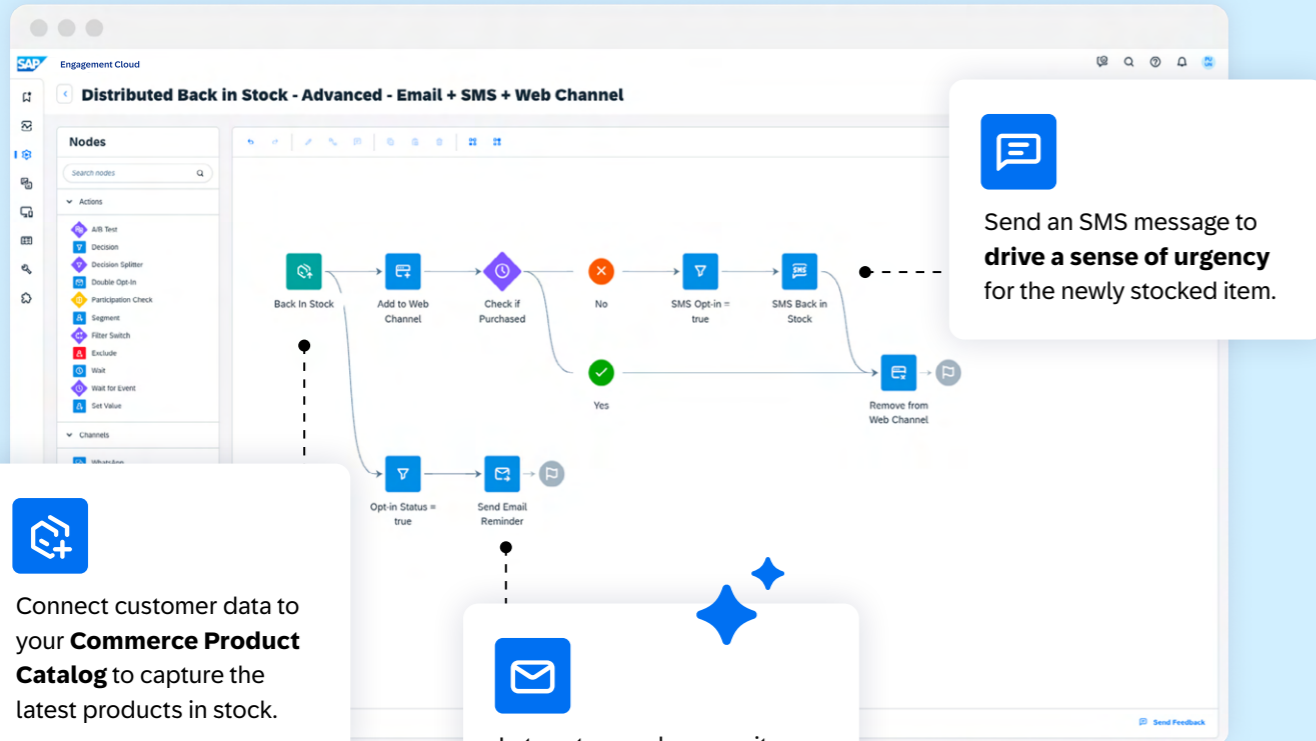 SAP
Engagement Cloud
Distributed Back in Stock - Advanced - Email + SMS + Web Channel
Nodes
Search nodes
Actions
A/B Test
Decision
Decision Splitter
Double Opt-In
Participation Check
Segment
Filter Switch
Exclude
Wait
Wait for Event
Set Value
Channels
WhatsApp
Back In Stock
Add to Web
Channel
Check if
Purchased
No
SMS Opt-in =
true
SMS
SMS Back in
Stock
Yes
Remove from
Web Channel
Opt-in Status =
true
Send Email
Reminder
Send an SMS message to
drive a sense of urgency
for the newly stocked item.
Connect customer data to
your Commerce Product
Catalog to capture the
latest products in stock.
Send Feedback